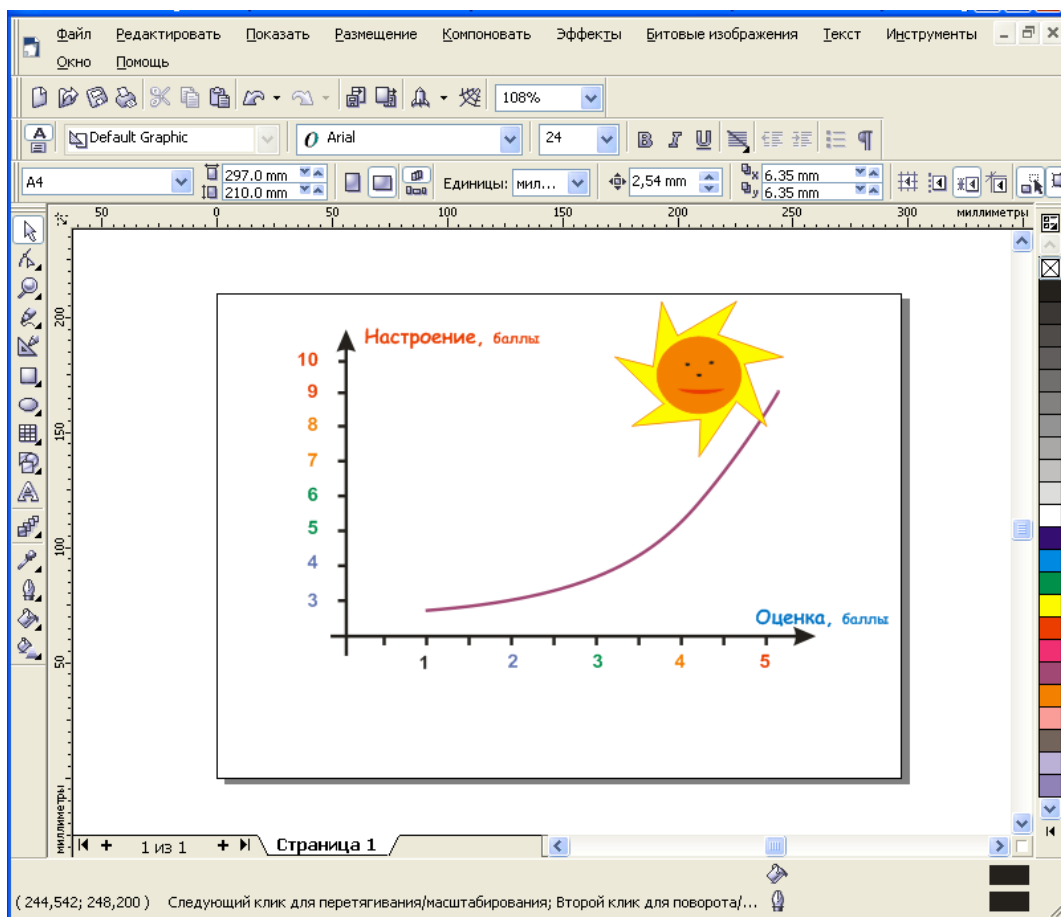 Файл Редактировать Показать Размещение Компоновать Эффекты Битовые изображения Текст Инструменты
Окно Помощь
108%
Default Graphic Arial 24 B I U
A4 297.0 mm 210.0 mm Единицы: мил... 2,54 mm x 6.35 mm y 6.35 mm
50 0 50 100 150 200 250 300 миллиметры
200
150
100
50
миллиметры
Настроение, баллы
10
9
8
7
6
5
4
3
Оценка, баллы
1 2 3 4 5
1 из 1 Страница 1
( 244,542; 248,200 ) Следующий клик для перетягивания/масштабирования; Второй клик для поворота/...